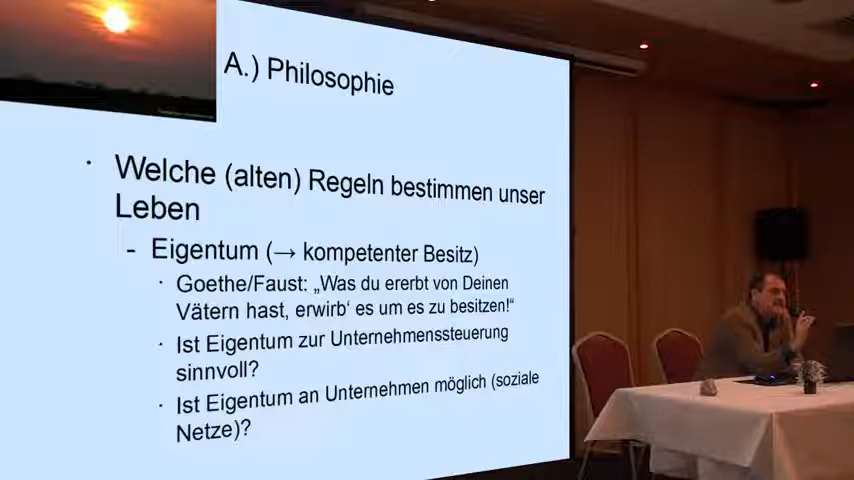 A.) Philosophie
· Welche (alten) Regeln bestimmen unser
Leben
- Eigentum (→ kompetenter Besitz)
· Goethe/Faust: „Was du ererbt von Deinen
Vätern hast, erwirb‘ es um es zu besitzen!“
· Ist Eigentum zur Unternehmenssteuerung
sinnvoll?
· Ist Eigentum an Unternehmen möglich (soziale
Netze)?